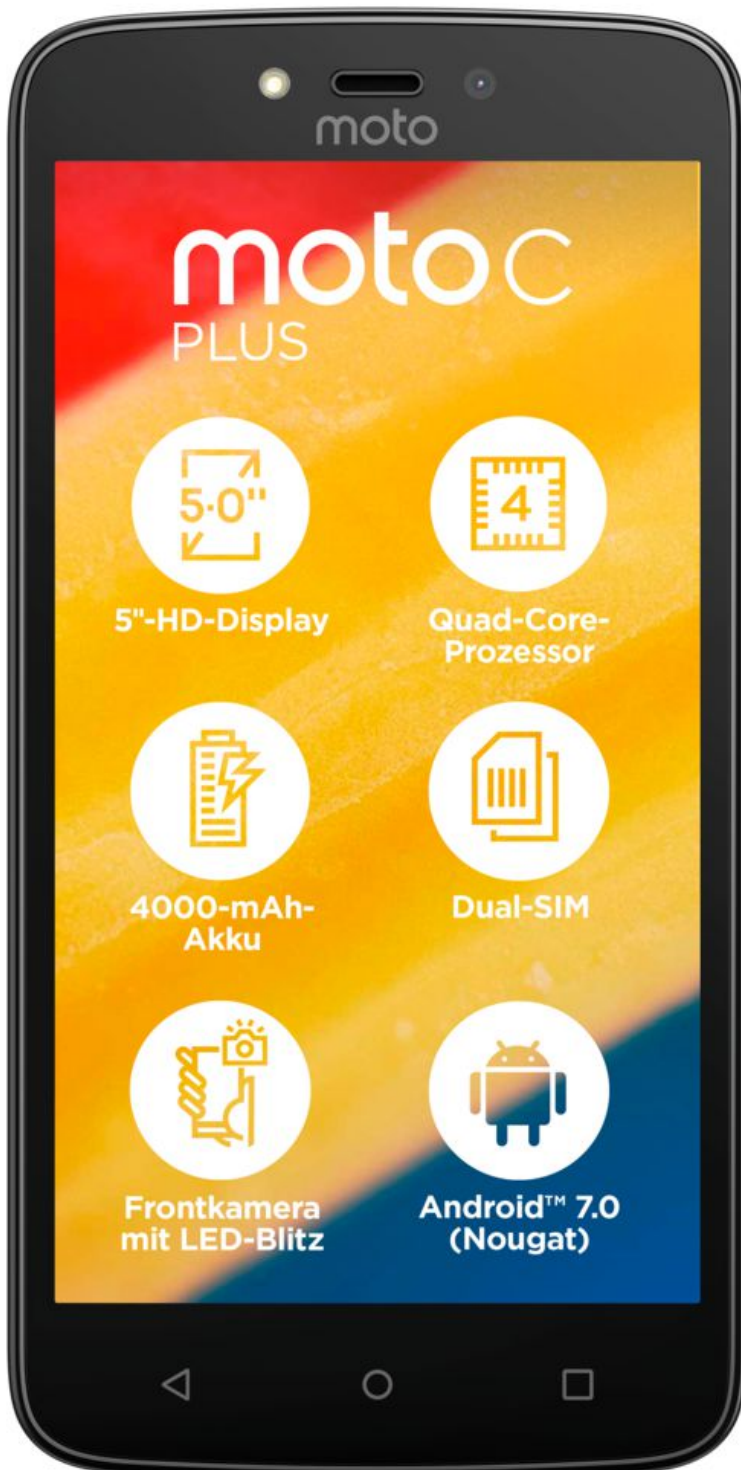 moto
moto c
PLUS
5·0"
4
5"-HD-Display
Quad-Core-
Prozessor
4000-mAh-
Akku
Dual-SIM
Frontkamera
mit LED-Blitz
Android™ 7.0
(Nougat)